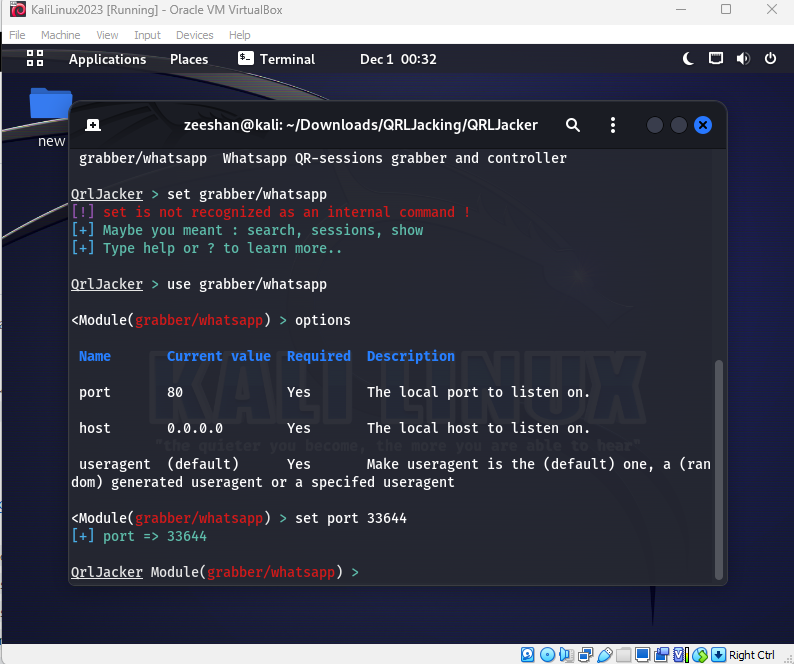 KaliLinux2023 [Running] - Oracle VM VirtualBox
File Machine View Input Devices Help
Applications Places Terminal Dec 1 00:32
zeeshan@kali: ~/Downloads/QRLJacking/QRLJacker
new
grabber/whatsapp Whatsapp QR-sessions grabber and controller
QrlJacker > set grabber/whatsapp
[!] set is not recognized as an internal command !
[+] Maybe you meant : search, sessions, show
[+] Type help or ? to learn more..
QrlJacker > use grabber/whatsapp
<Module(grabber/whatsapp) > options
Name Current value Required Description
port 80 Yes The local port to listen on.
host 0.0.0.0 Yes The local host to listen on.
useragent (default) Yes Make useragent is the (default) one, a (ran
dom) generated useragent or a specifed useragent
<Module(grabber/whatsapp) > set port 33644
[+] port => 33644
QrlJacker Module(grabber/whatsapp) >
KALI LINUX
"the quieter you become, the more you are able to hear"
Right Ctrl